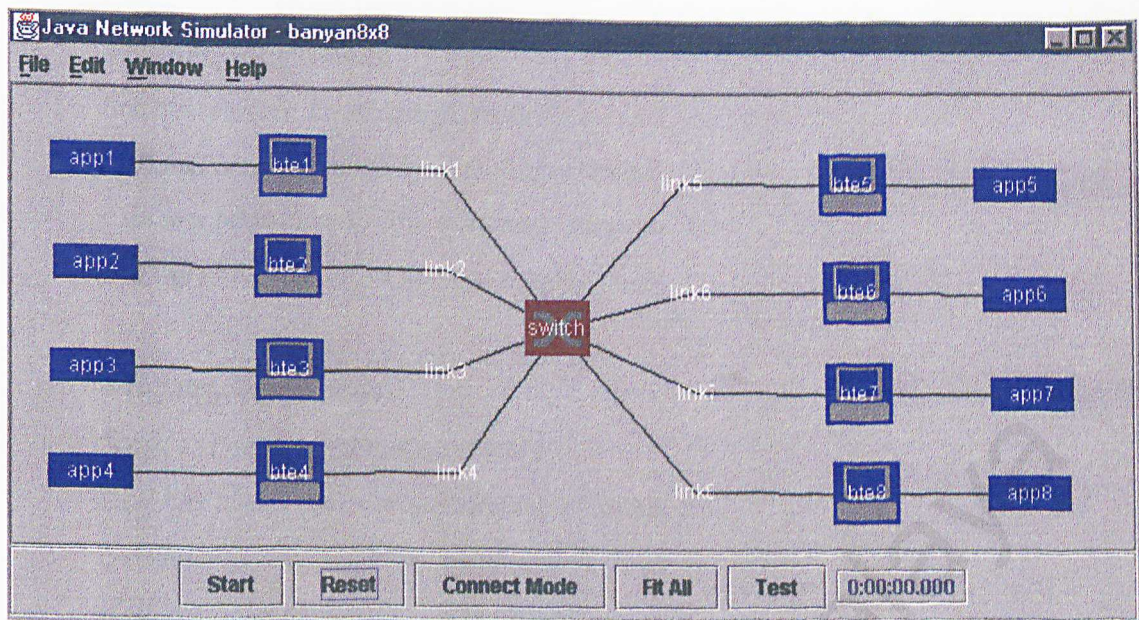 Java Network Simulator - banyan8x8
File Edit Window Help
app1 bte1 link1 link5 bte5 app5
app2 bte2 link2 link6 bte6 app6
switch
app3 bte3 link3 link7 bte7 app7
app4 bte4 link4 bte8 app8
Start Reset Connect Mode Fit All Test 0:00:00.000